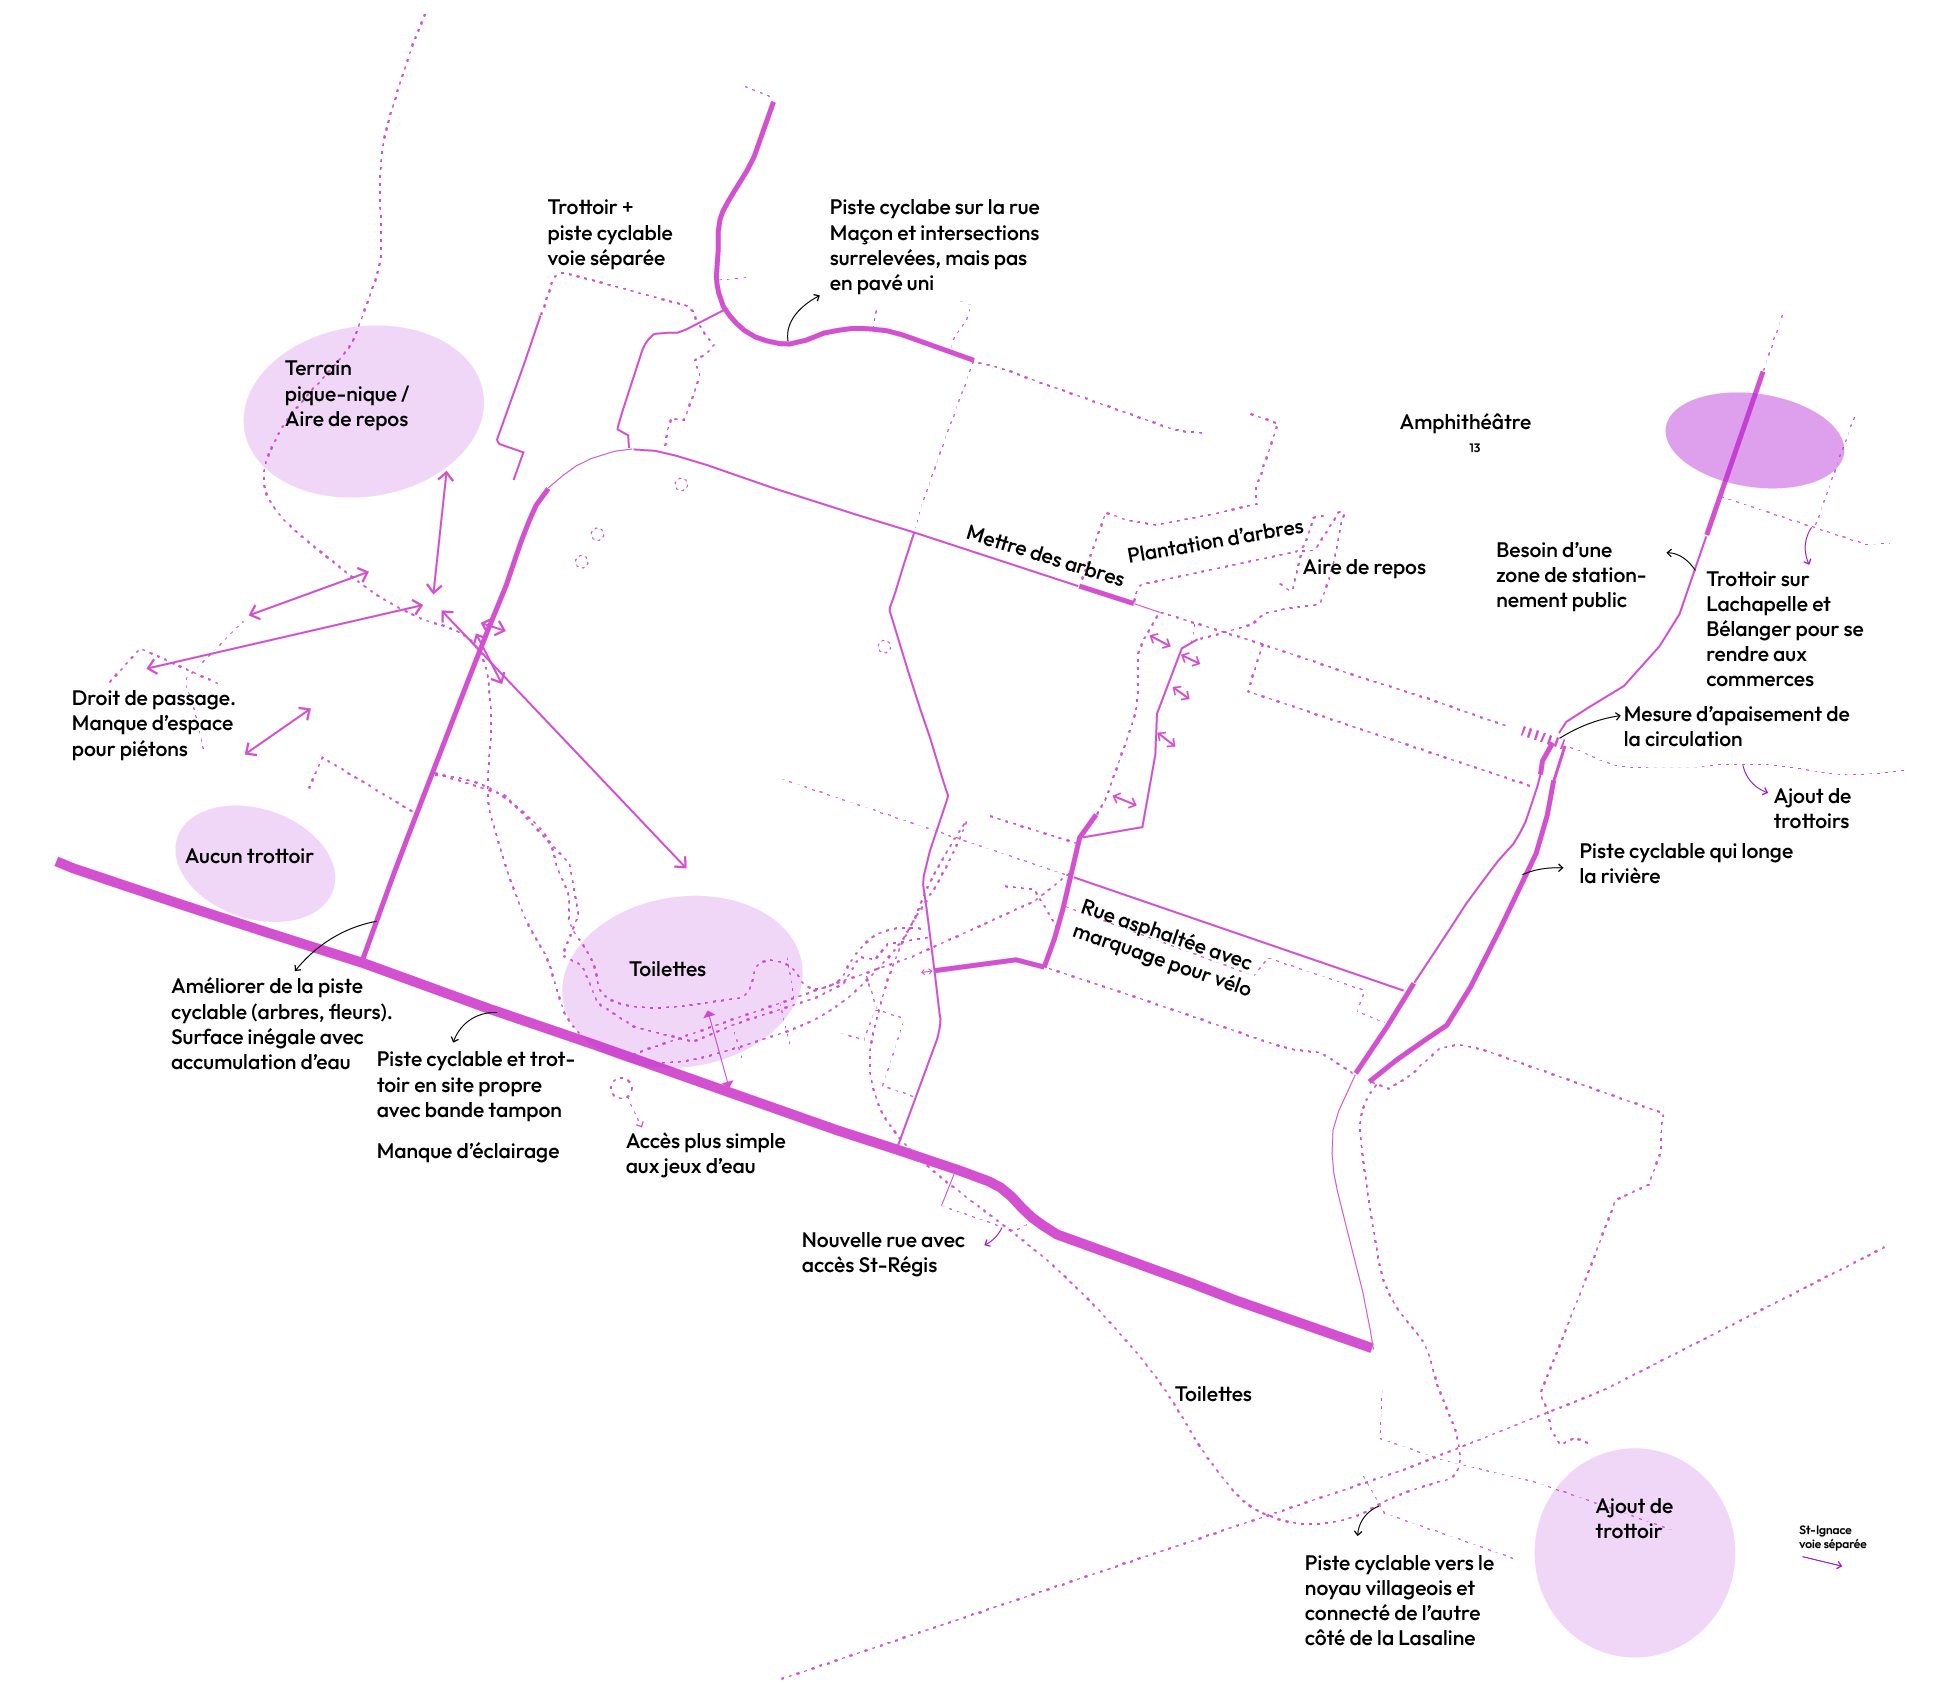 Trottoir +
piste cyclable
voie séparée
Piste cyclabe sur la rue
Maçon et intersections
surrelevées, mais pas
en pavé uni
Terrain
pique-nique /
Aire de repos
Amphithéâtre
13
Mettre des arbres
Plantation d’arbres
Aire de repos
Besoin d’une
zone de station-
nement public
Trottoir sur
Lachapelle et
Bélanger pour se
rendre aux
commerces
Droit de passage.
Manque d’espace
pour piétons
Mesure d’apaisement de
la circulation
Ajout de
trottoirs
Aucun trottoir
Piste cyclable qui longe
la rivière
Rue asphaltée avec
marquage pour vélo
Toilettes
Améliorer de la piste
cyclable (arbres, fleurs).
Surface inégale avec
accumulation d’eau
Piste cyclable et trot-
toir en site propre
avec bande tampon
Manque d’éclairage
Accès plus simple
aux jeux d’eau
Nouvelle rue avec
accès St-Régis
Toilettes
Ajout de
trottoir
St-Ignace
voie séparée
Piste cyclable vers le
noyau villageois et
connecté de l’autre
côté de la Lasaline